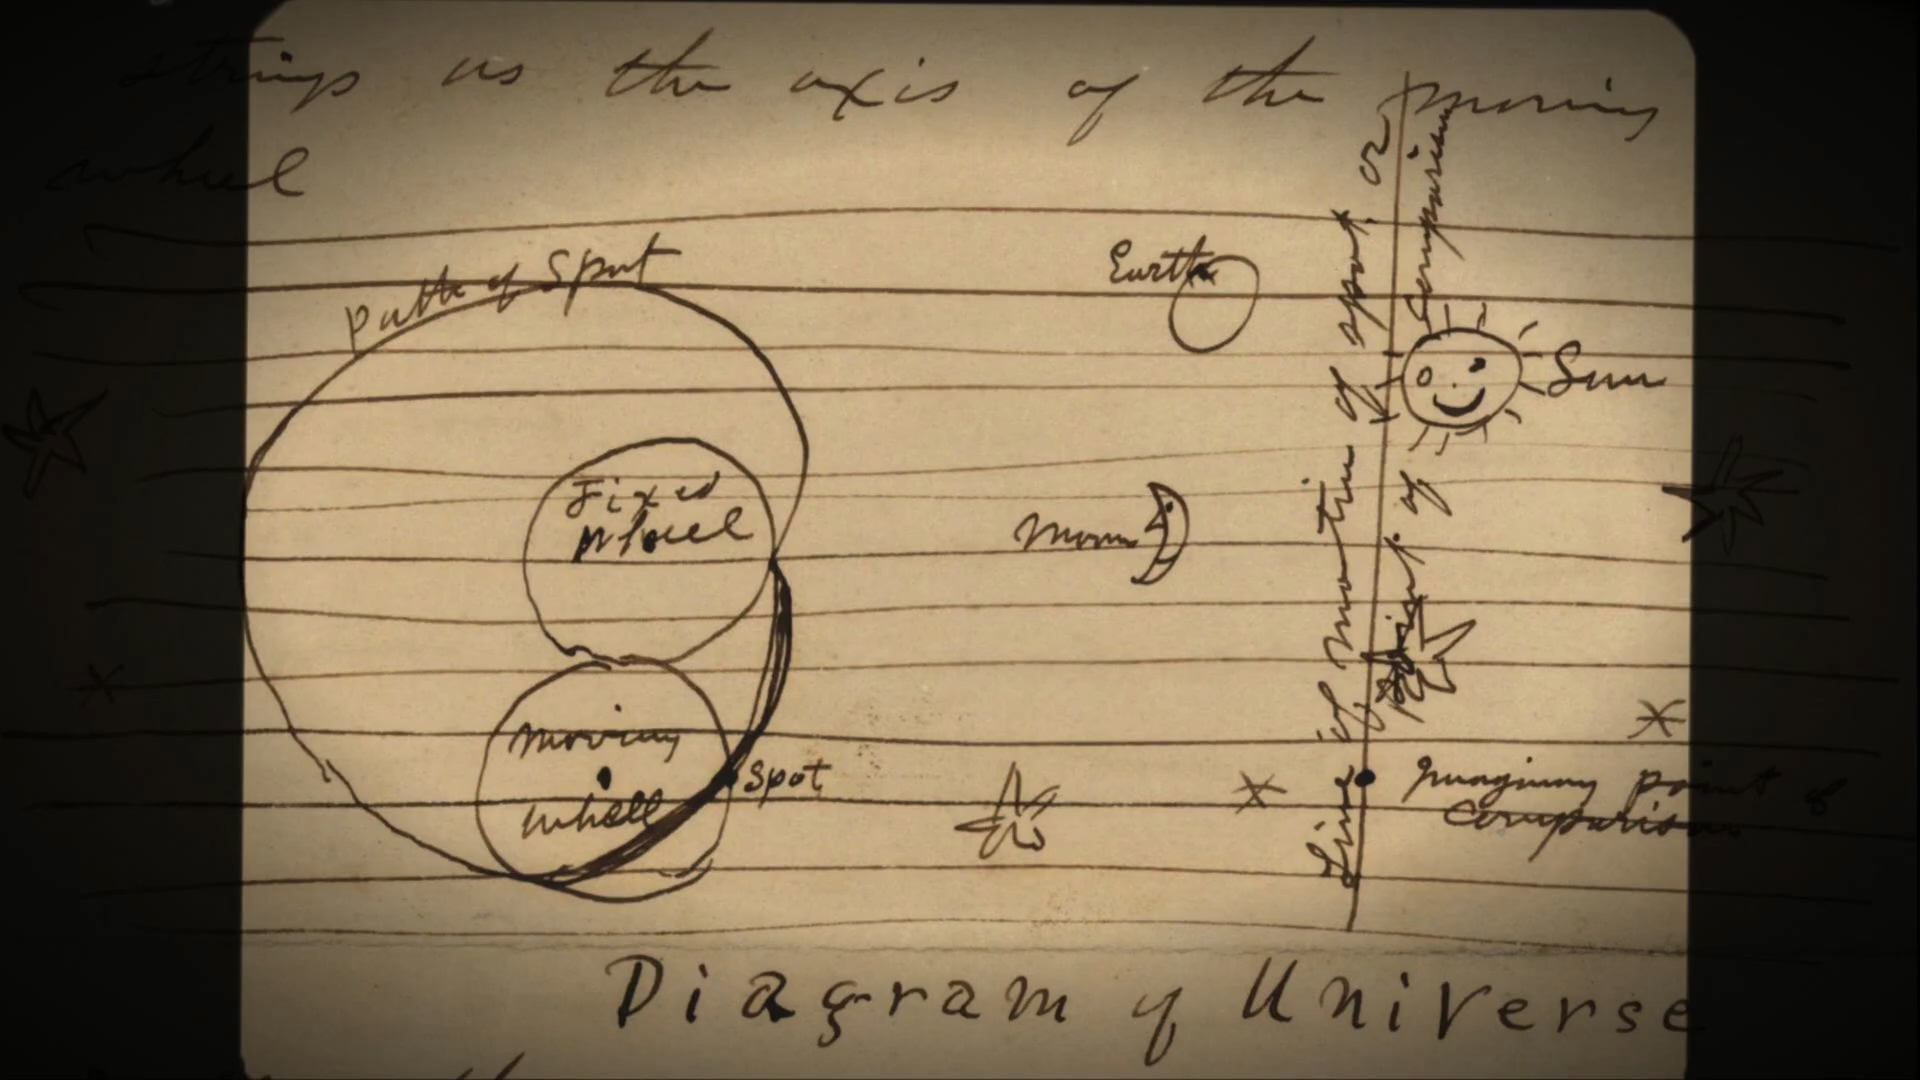 strings as the axis of the moving
wheel
Path of Spot
Earth
Line of motion of spot. or
point. of comparison
Sun
Fixed
wheel
Moon
moving
whell
Spot
Imaginary point of
Comparison
Diagram of Universe